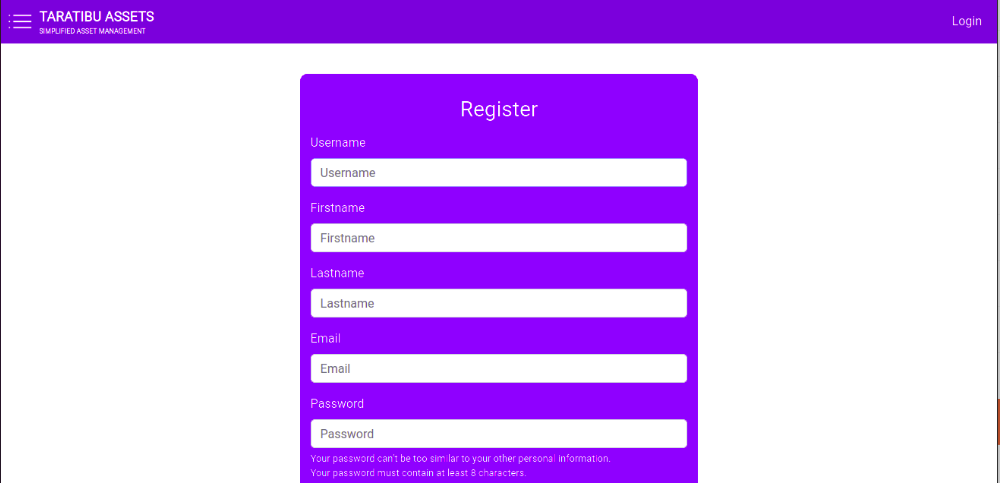 TARATIBU ASSETS
SIMPLIFIED ASSET MANAGEMENT
Login
Register
Username
Username
Firstname
Firstname
Lastname
Lastname
Email
Email
Password
Password
Your password can't be too similar to your other personal information.
Your password must contain at least 8 characters.